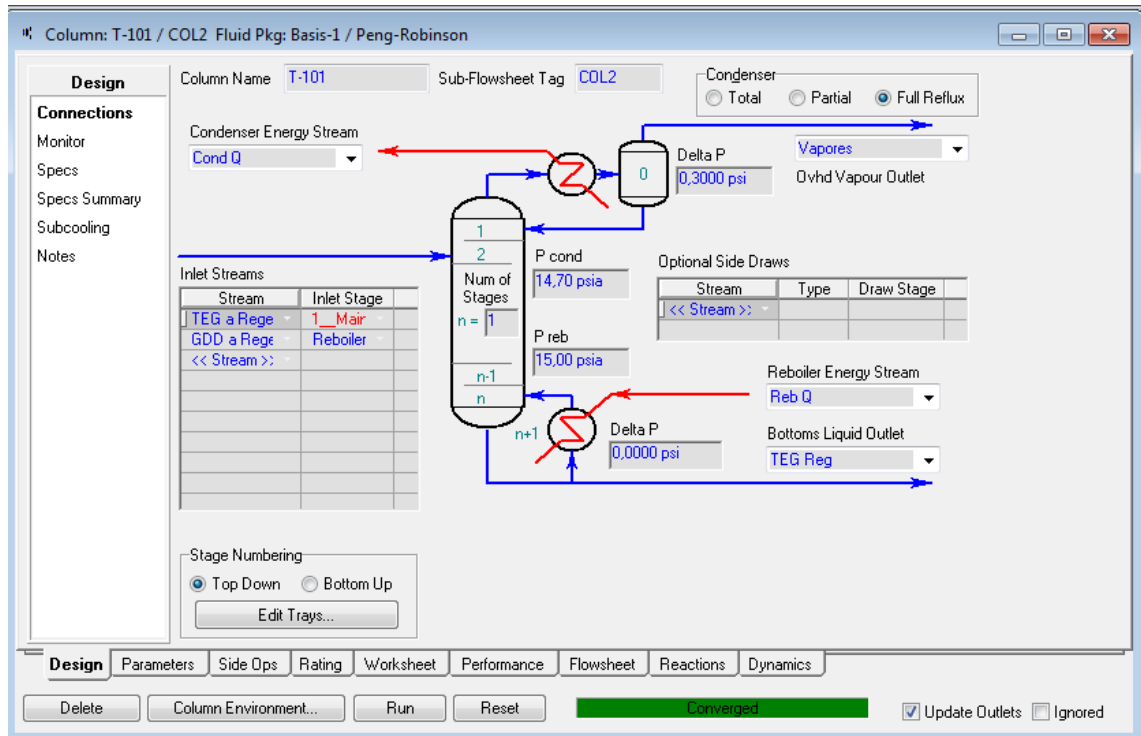 Column: T-101 / COL2 Fluid Pkg: Basis-1 / Peng-Robinson
Design
Connections
Monitor
Specs
Specs Summary
Subcooling
Notes
Column Name T-101 Sub-Flowsheet Tag COL2
Condenser
Total Partial Full Reflux
Condenser Energy Stream
Cond Q
0
Delta P
0,3000 psi
Vapores
Ovhd Vapour Outlet
1
2
Num of
Stages
n = 1
n-1
n
n+1
P cond
14,70 psia
P reb
15,00 psia
Delta P
0,0000 psi
Inlet Streams
Stream Inlet Stage
TEG a Rege 1__Mair
GDD a Rege Reboiler
<< Stream >>
Optional Side Draws
Stream Type Draw Stage
<< Stream >>
Reboiler Energy Stream
Reb Q
Bottoms Liquid Outlet
TEG Reg
Stage Numbering
Top Down Bottom Up
Edit Trays...
Design Parameters Side Ops Rating Worksheet Performance Flowsheet Reactions Dynamics
Delete Column Environment... Run Reset Converged Update Outlets Ignored